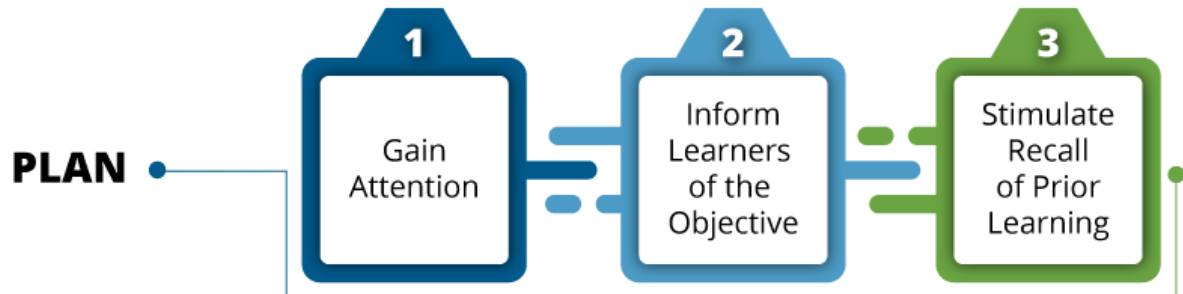 PLAN
1
Gain
Attention
2
Inform
Learners
of the
Objective
3
Stimulate
Recall
of Prior
Learning